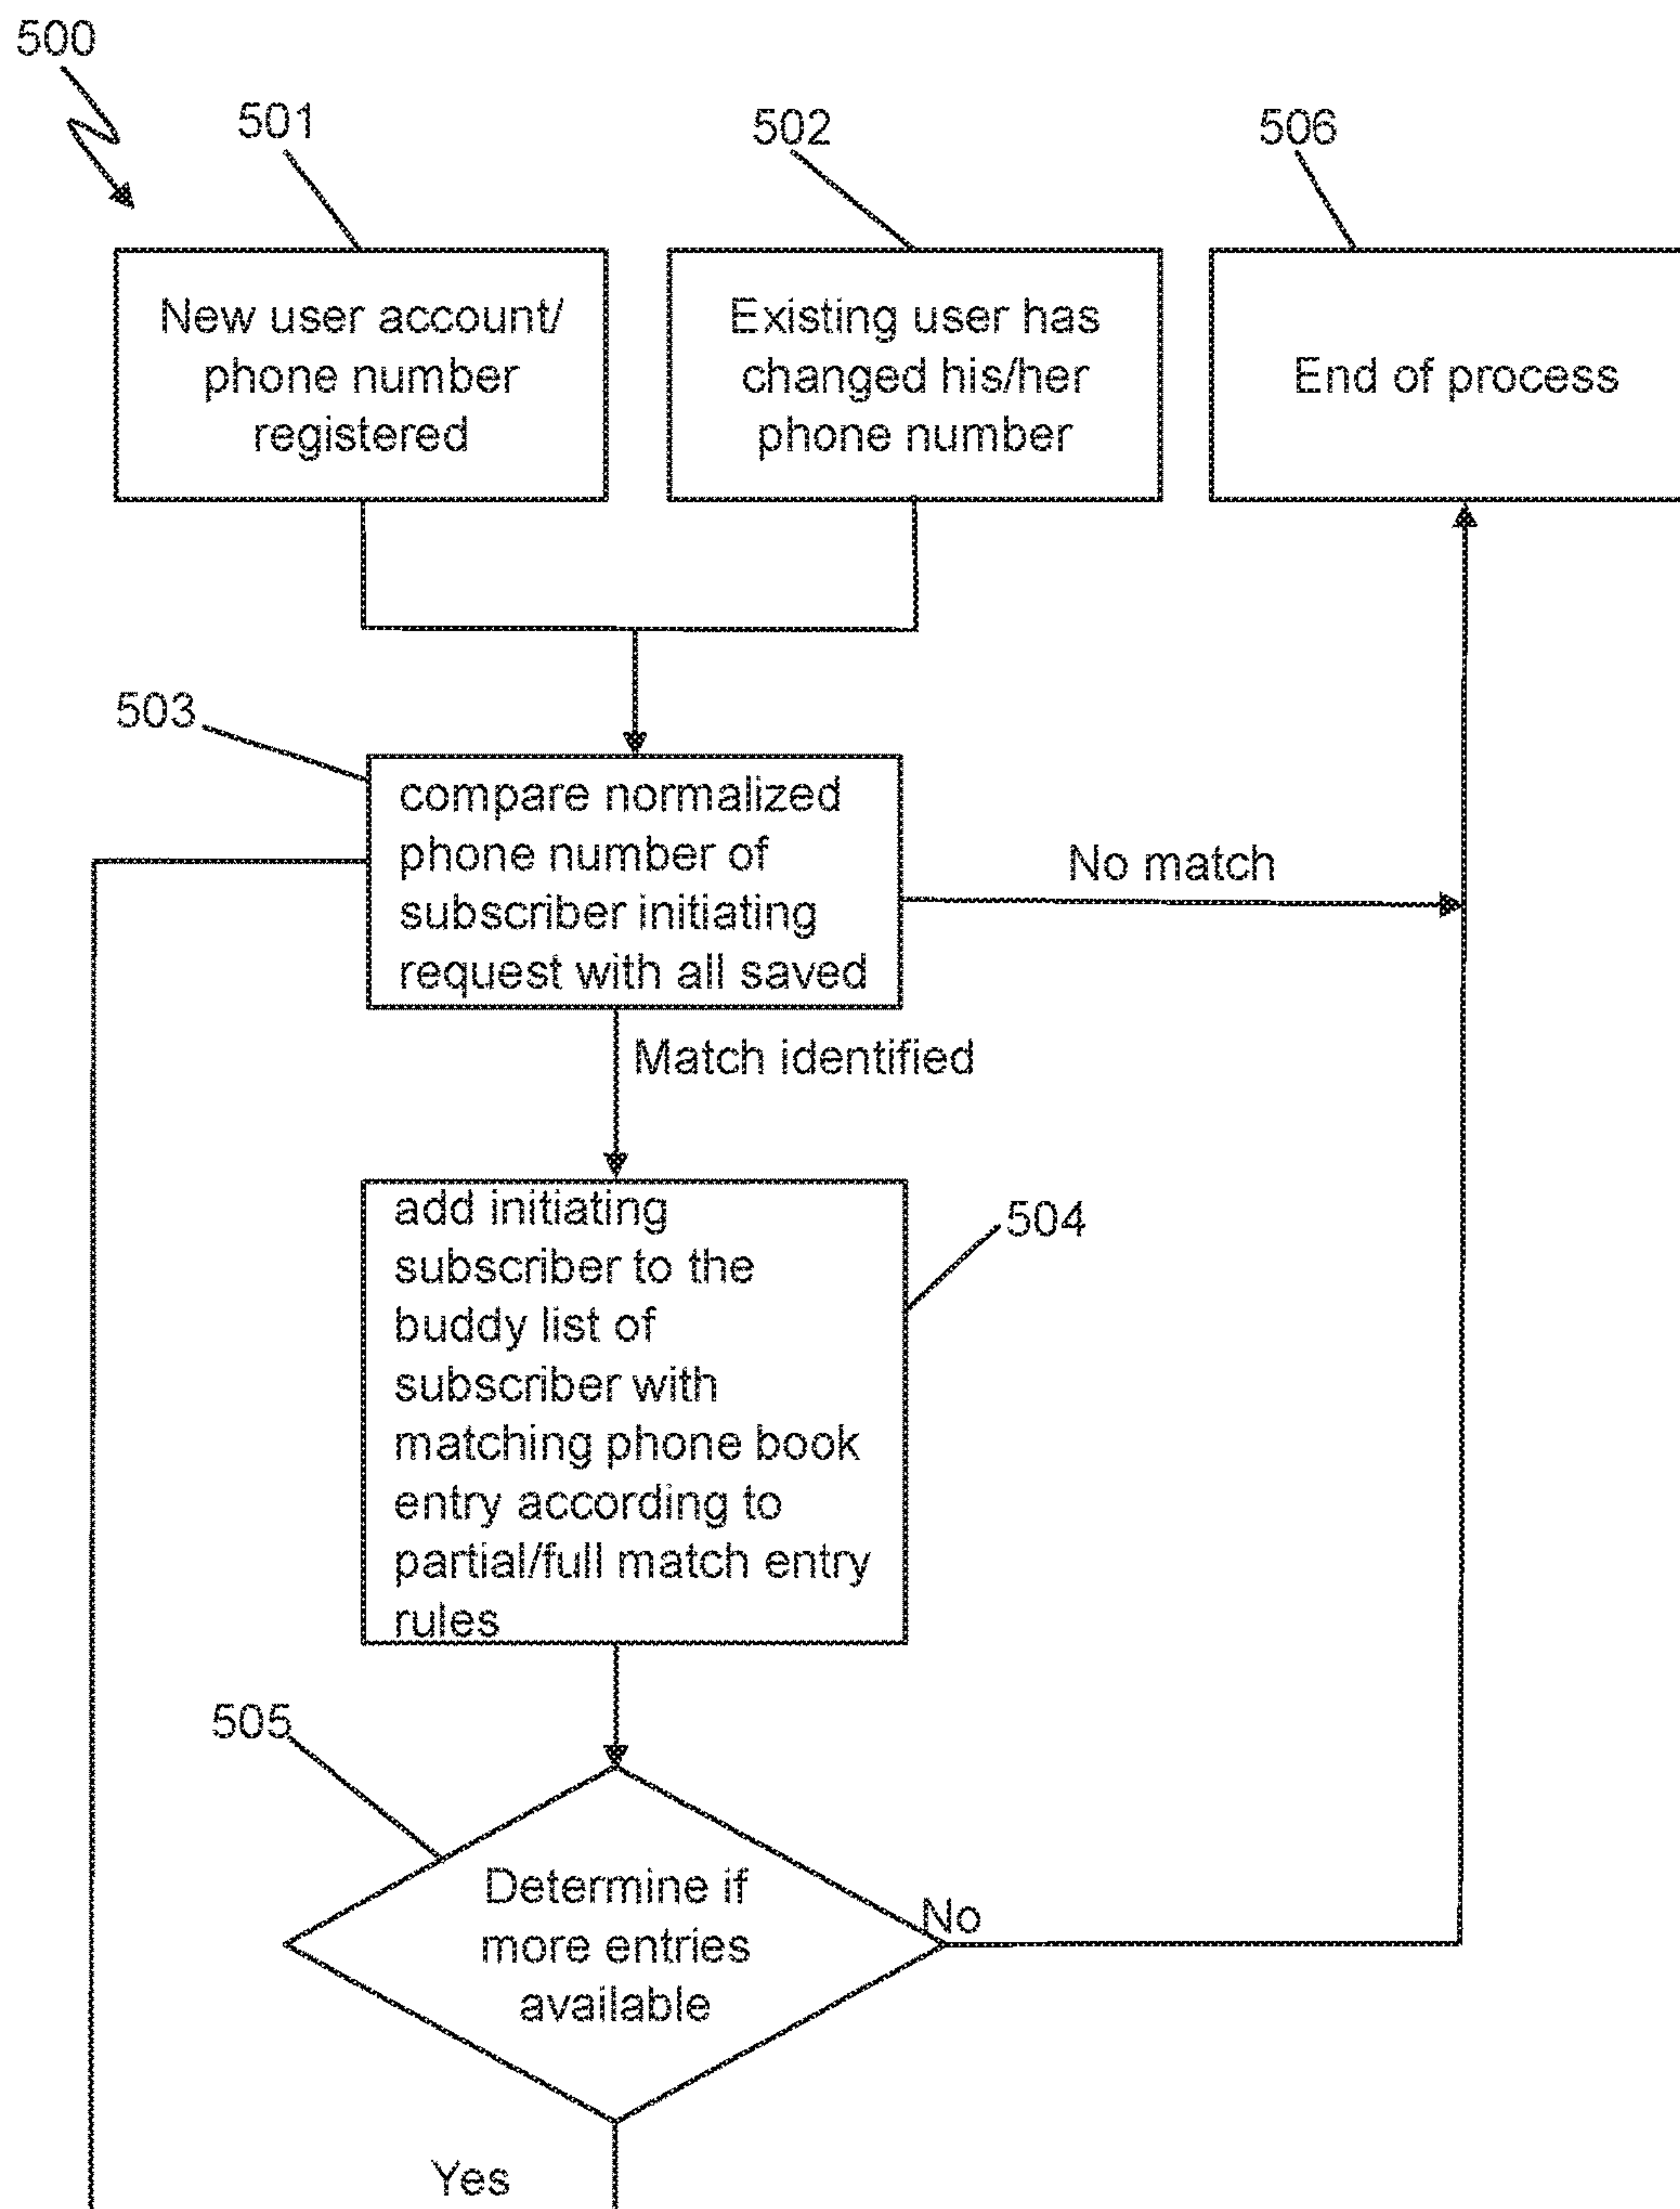 500
501
502
506
New user account/
phone number
registered
Existing user has
changed his/her
phone number
End of process
503
compare normalized
phone number of
subscriber initiating
request with all saved
No match
Match identified
504
add initiating
subscriber to the
buddy list of
subscriber with
matching phone book
entry according to
partial/full match entry
rules
505
Determine if
more entries
available
No
Yes